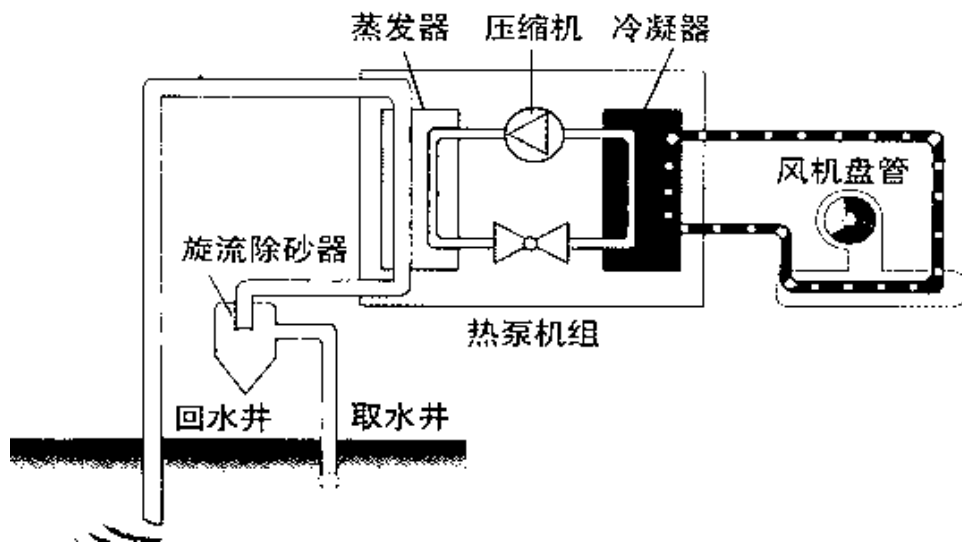 蒸发器 压缩机 冷凝器
风机盘管
旋流除砂器
热泵机组
回水井 取水井